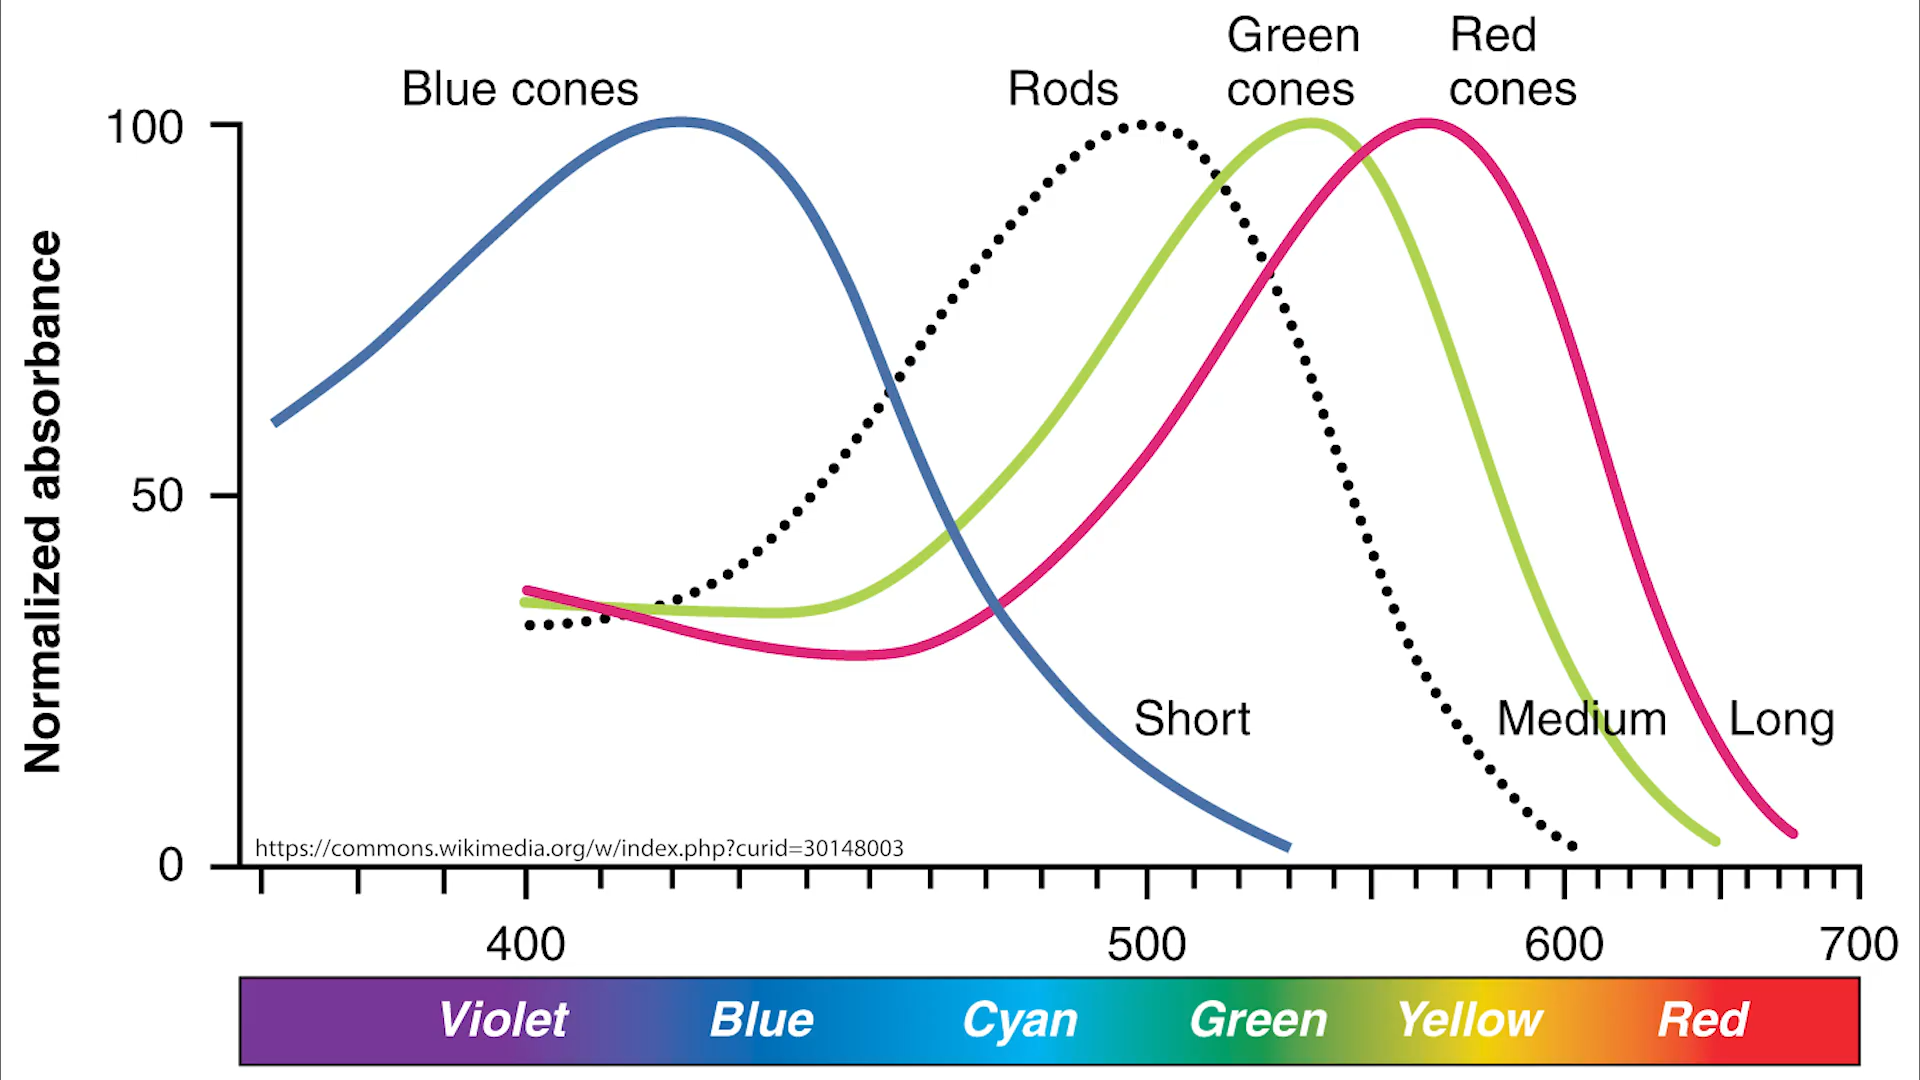 Green
cones
Red
cones
Blue cones
Rods
100
50
0
Normalized absorbance
Short
Medium
Long
https://commons.wikimedia.org/w/index.php?curid=30148003
400
500
600
700
Violet
Blue
Cyan
Green
Yellow
Red